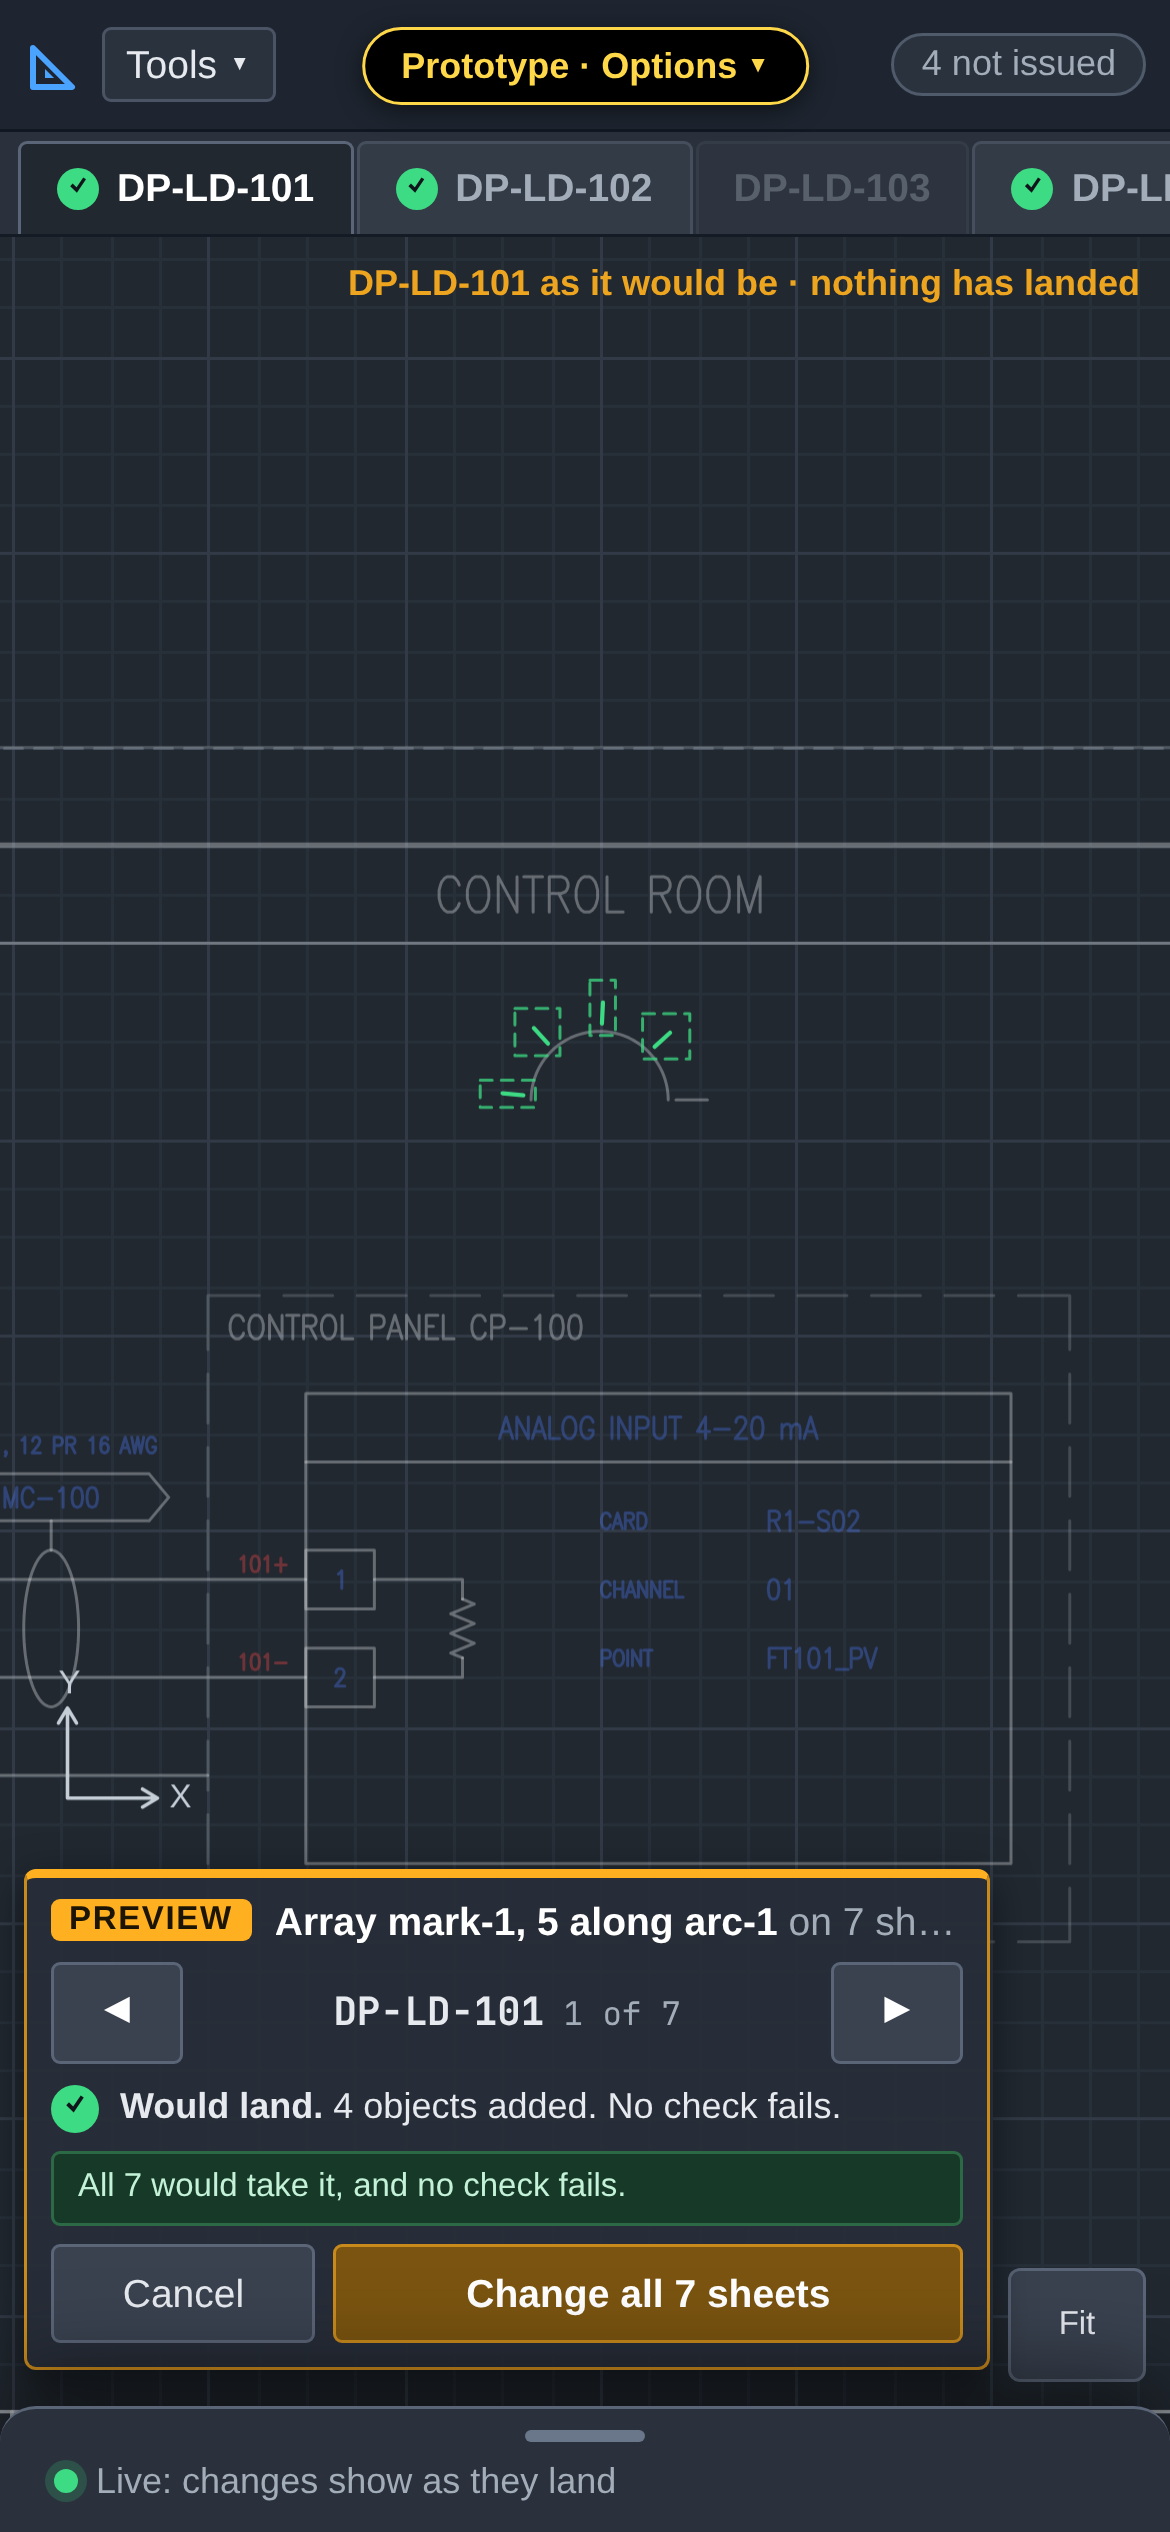 Tools ▼
Prototype · Options ▼
4 not issued
DP-LD-101
DP-LD-102
DP-LD-103
DP-LD-101 as it would be · nothing has landed
CONTROL ROOM
CONTROL PANEL CP-100
ANALOG INPUT 4-20 mA
, 12 PR 16 AWG
MC-100
CARD R1-S02
101+
1
CHANNEL 01
POINT FT101_PV
101-
2
Y
X
PREVIEW Array mark-1, 5 along arc-1 on 7 sh…
◀ DP-LD-101 1 of 7 ▶
Would land. 4 objects added. No check fails.
All 7 would take it, and no check fails.
Cancel
Change all 7 sheets
Fit
Live: changes show as they land